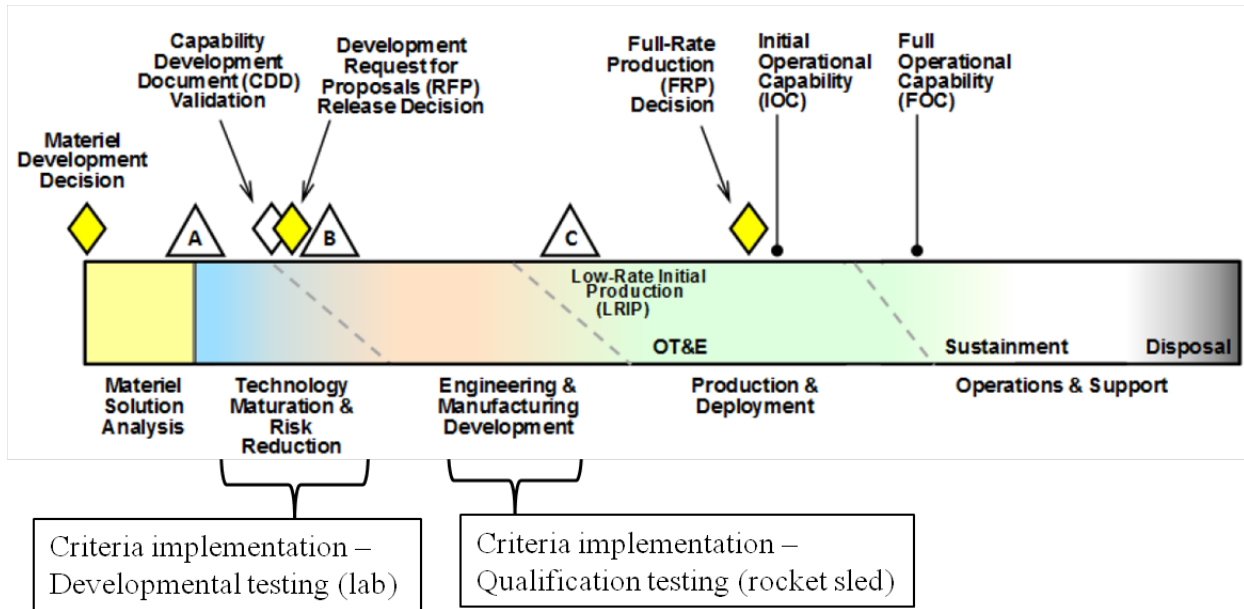 Capability
Development
Document (CDD)
Validation
Development
Request for
Proposals (RFP)
Release Decision
Full-Rate
Production
(FRP)
Decision
Initial
Operational
Capability
(IOC)
Full
Operational
Capability
(FOC)
Materiel
Development
Decision
A
B
C
Low-Rate Initial
Production
(LRIP)
OT&E
Sustainment
Disposal
Materiel
Solution
Analysis
Technology
Maturation &
Risk
Reduction
Engineering &
Manufacturing
Development
Production &
Deployment
Operations & Support
Criteria implementation –
Developmental testing (lab)
Criteria implementation –
Qualification testing (rocket sled)